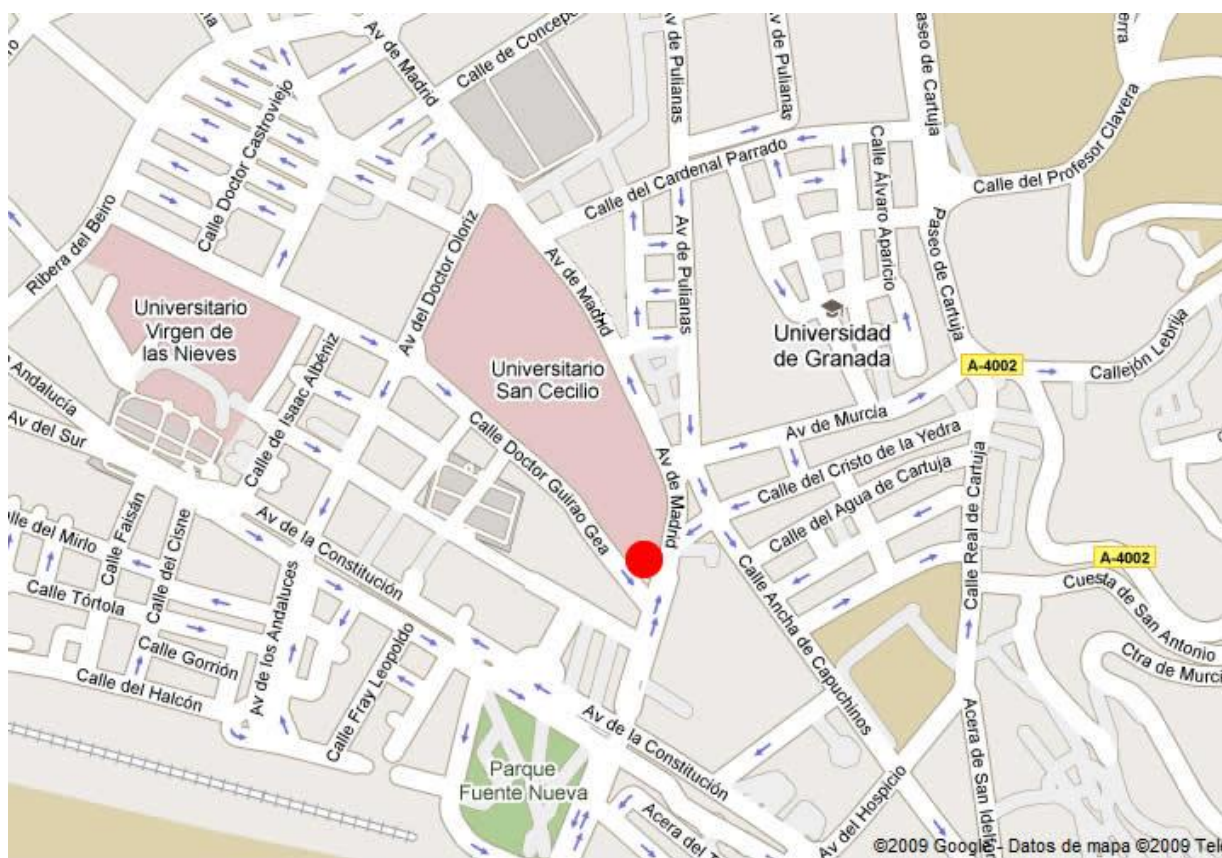 Av de Madrid
Calle de Concepc
Av de Pulianas
Av de Pulianas
Paseo de Cartuja
erra
Calle Doctor Castroviejo
Calle del Cardenal Parrado
Calle Álvaro Aparicio
Calle del Profesor Clavera
Ribera del Beiro
Av del Doctor Oloriz
Av de Madrid
Av de Pulianas
Paseo de Cartuja
Universitario
Virgen de
las Nieves
Universidad
de Granada
Callejón Lebrija
A-4002
Universitario
San Cecilio
Andalucía
Av del Sur
Calle de Isaac Albéniz
Calle Doctor Guirao Gea
Av de Murcia
Calle del Cristo de la Yedra
Calle del Agua de Cartuja
Av de Madrid
Calle Real de Cartuja
alle del Mirlo
Calle Faisán
Calle del Cisne
Av de la Constitución
A-4002
Calle Tórtola
Calle Gorrión
Calle del Halcón
Av de los Andaluces
Calle Fray Leopoldo
Calle Ancha de Capuchinos
Cuesta de San Antonio
Ctra de Murci
Av de la Constitución
Parque
Fuente Nueva
Acera del T
Av del Hospicio
Acera de San Idelfon
©2009 Google - Datos de mapa ©2009 Tele